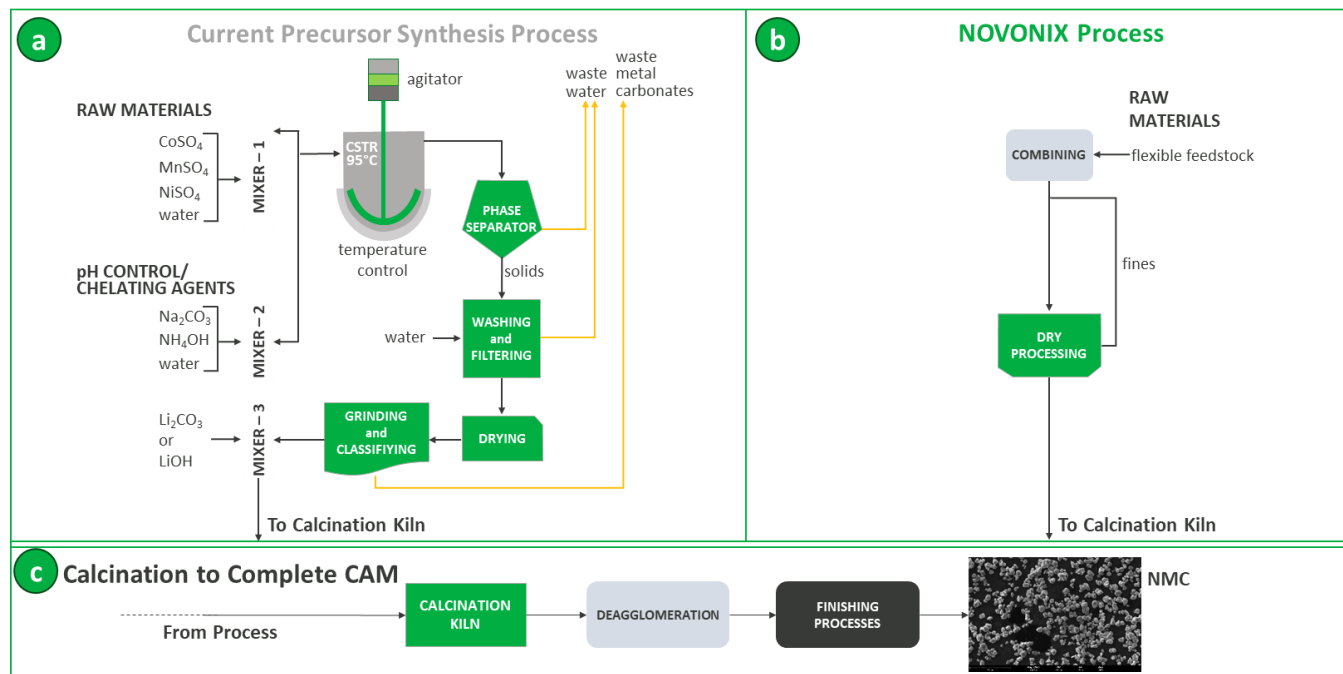 a
Current Precursor Synthesis Process
agitator
waste
water
waste
metal
carbonates
RAW MATERIALS
CoSO₄
MnSO₄
NiSO₄
water
MIXER – 1
CSTR
95°C
temperature
control
PHASE
SEPARATOR
solids
pH CONTROL/
CHELATING AGENTS
Na₂CO₃
NH₄OH
water
MIXER – 2
water
WASHING
and
FILTERING
Li₂CO₃
or
LiOH
MIXER – 3
GRINDING
and
CLASSIFIYING
DRYING
To Calcination Kiln
b
NOVONIX Process
RAW
MATERIALS
COMBINING
flexible feedstock
fines
DRY
PROCESSING
To Calcination Kiln
c
Calcination to Complete CAM
From Process
CALCINATION
KILN
DEAGGLOMERATION
FINISHING
PROCESSES
NMC